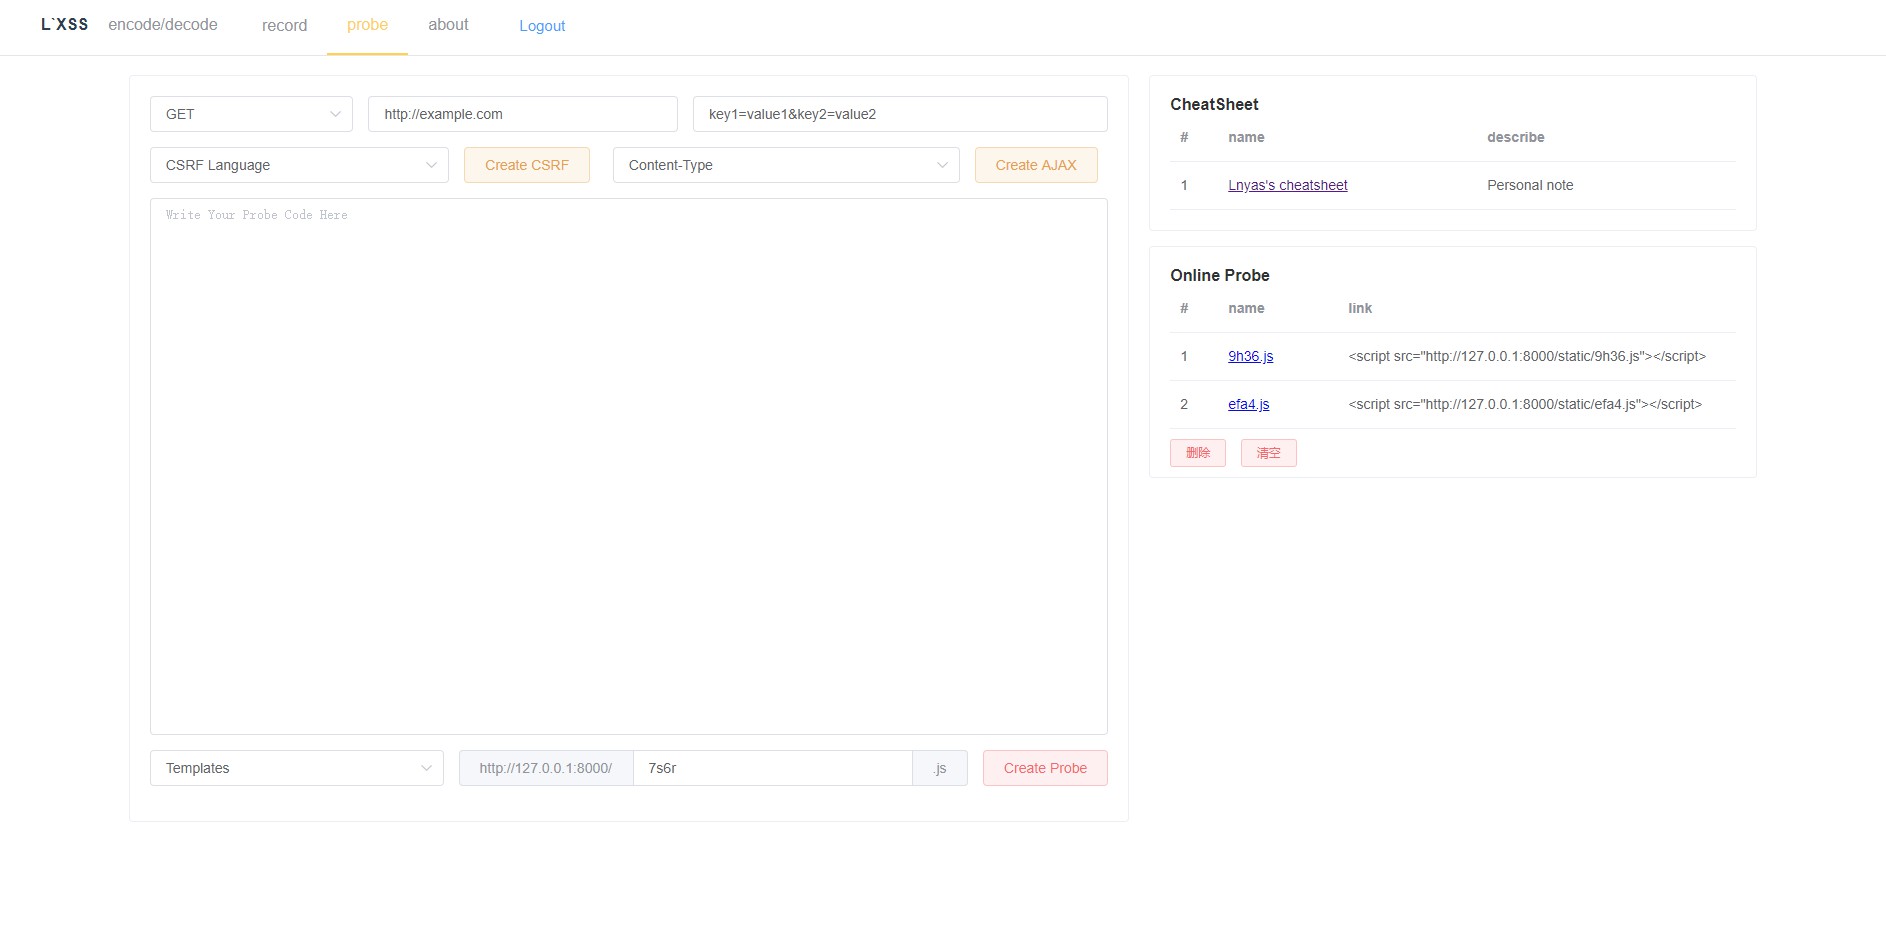 L`XSS encode/decode record probe about Logout
GET http://example.com key1=value1&key2=value2
CSRF Language Create CSRF Content-Type Create AJAX
Write Your Probe Code Here
Templates http://127.0.0.1:8000/ 7s6r .js Create Probe
CheatSheet
# name describe
1 Lnyas's cheatsheet Personal note
Online Probe
# name link
1 9h36.js <script src="http://127.0.0.1:8000/static/9h36.js"></script>
2 efa4.js <script src="http://127.0.0.1:8000/static/efa4.js"></script>
删除 清空